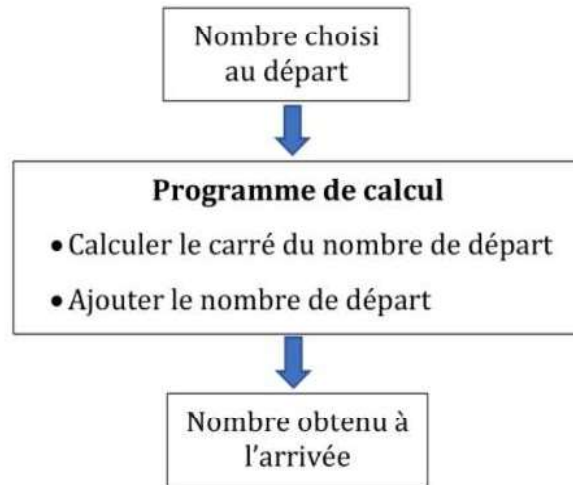 Nombre choisi
au départ
Programme de calcul
• Calculer le carré du nombre de départ
• Ajouter le nombre de départ
Nombre obtenu à
l'arrivée